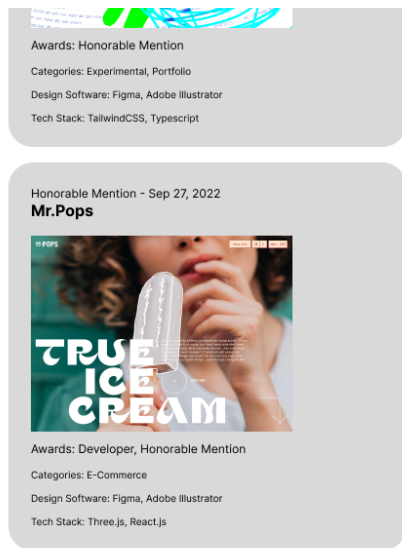 Awards: Honorable Mention
Categories: Experimental, Portfolio
Design Software: Figma, Adobe Illustrator
Tech Stack: TailwindCSS, Typescript
Honorable Mention - Sep 27, 2022
Mr.Pops
POPS
TRUE
ICE
CREAM
Awards: Developer, Honorable Mention
Categories: E-Commerce
Design Software: Figma, Adobe Illustrator
Tech Stack: Three.js, React.js